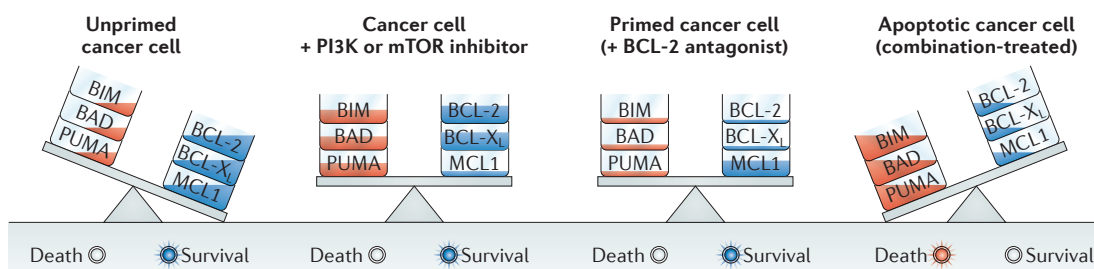 Unprimed
cancer cell
Cancer cell
+ PI3K or mTOR inhibitor
Primed cancer cell
(+ BCL-2 antagonist)
Apoptotic cancer cell
(combination-treated)
BIM
BAD
PUMA
BCL-2
BCL-XL
MCL1
BIM
BAD
PUMA
BCL-2
BCL-XL
MCL1
BIM
BAD
PUMA
BCL-2
BCL-XL
MCL1
BIM
BAD
PUMA
BCL-2
BCL-XL
MCL1
Death Survival
Death Survival
Death Survival
Death Survival